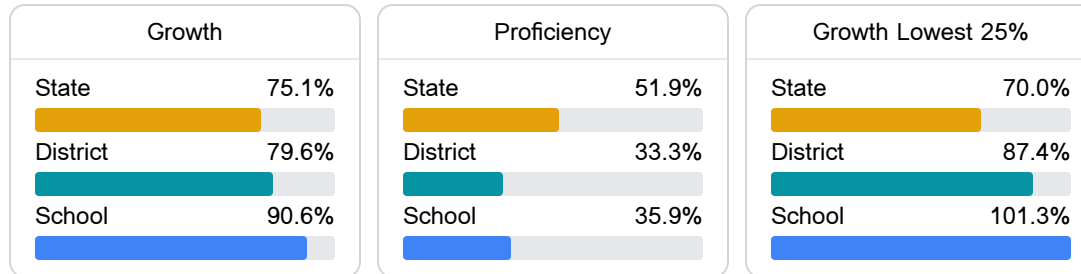 Growth
State 75.1%
District 79.6%
School 90.6%
Proficiency
State 51.9%
District 33.3%
School 35.9%
Growth Lowest 25%
State 70.0%
District 87.4%
School 101.3%